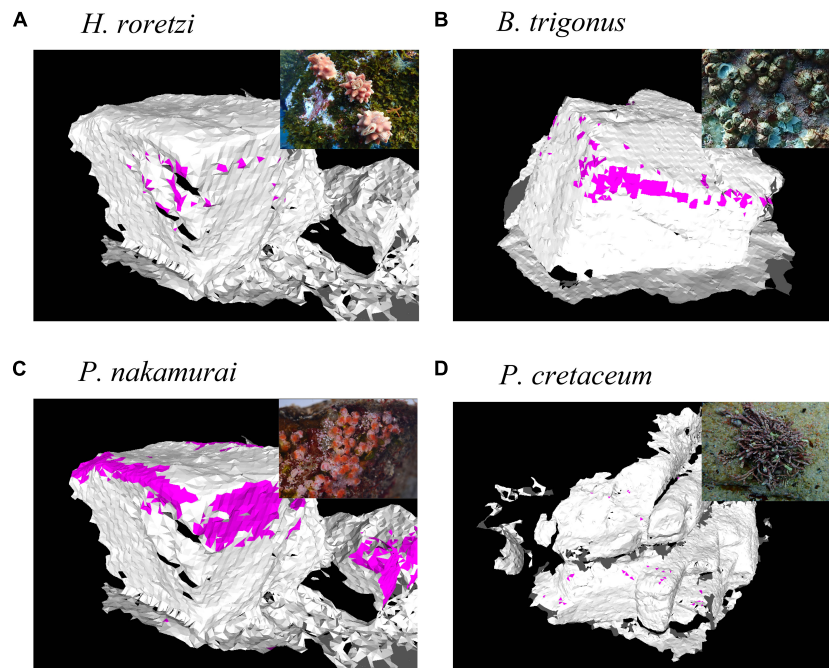 A H. roretzi
B B. trigonus
C P. nakamurai
D P. cretaceum